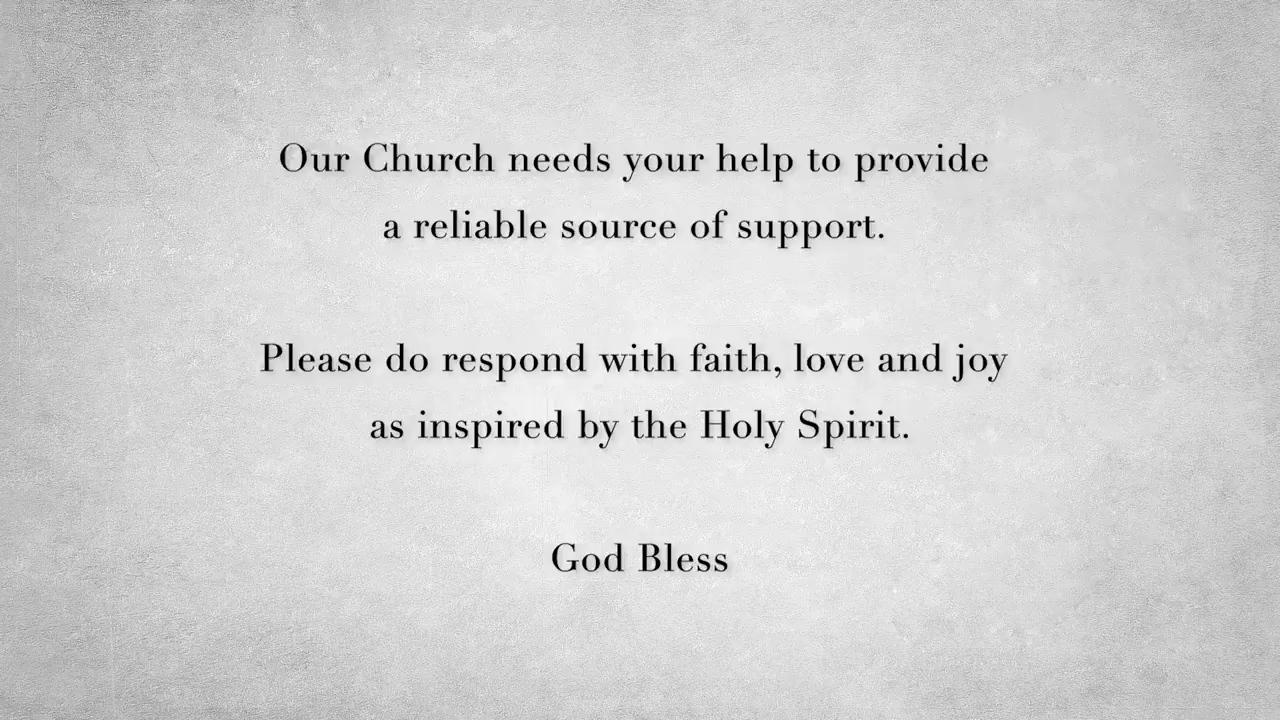 Our Church needs your help to provide
a reliable source of support.
Please do respond with faith, love and joy
as inspired by the Holy Spirit.
God Bless